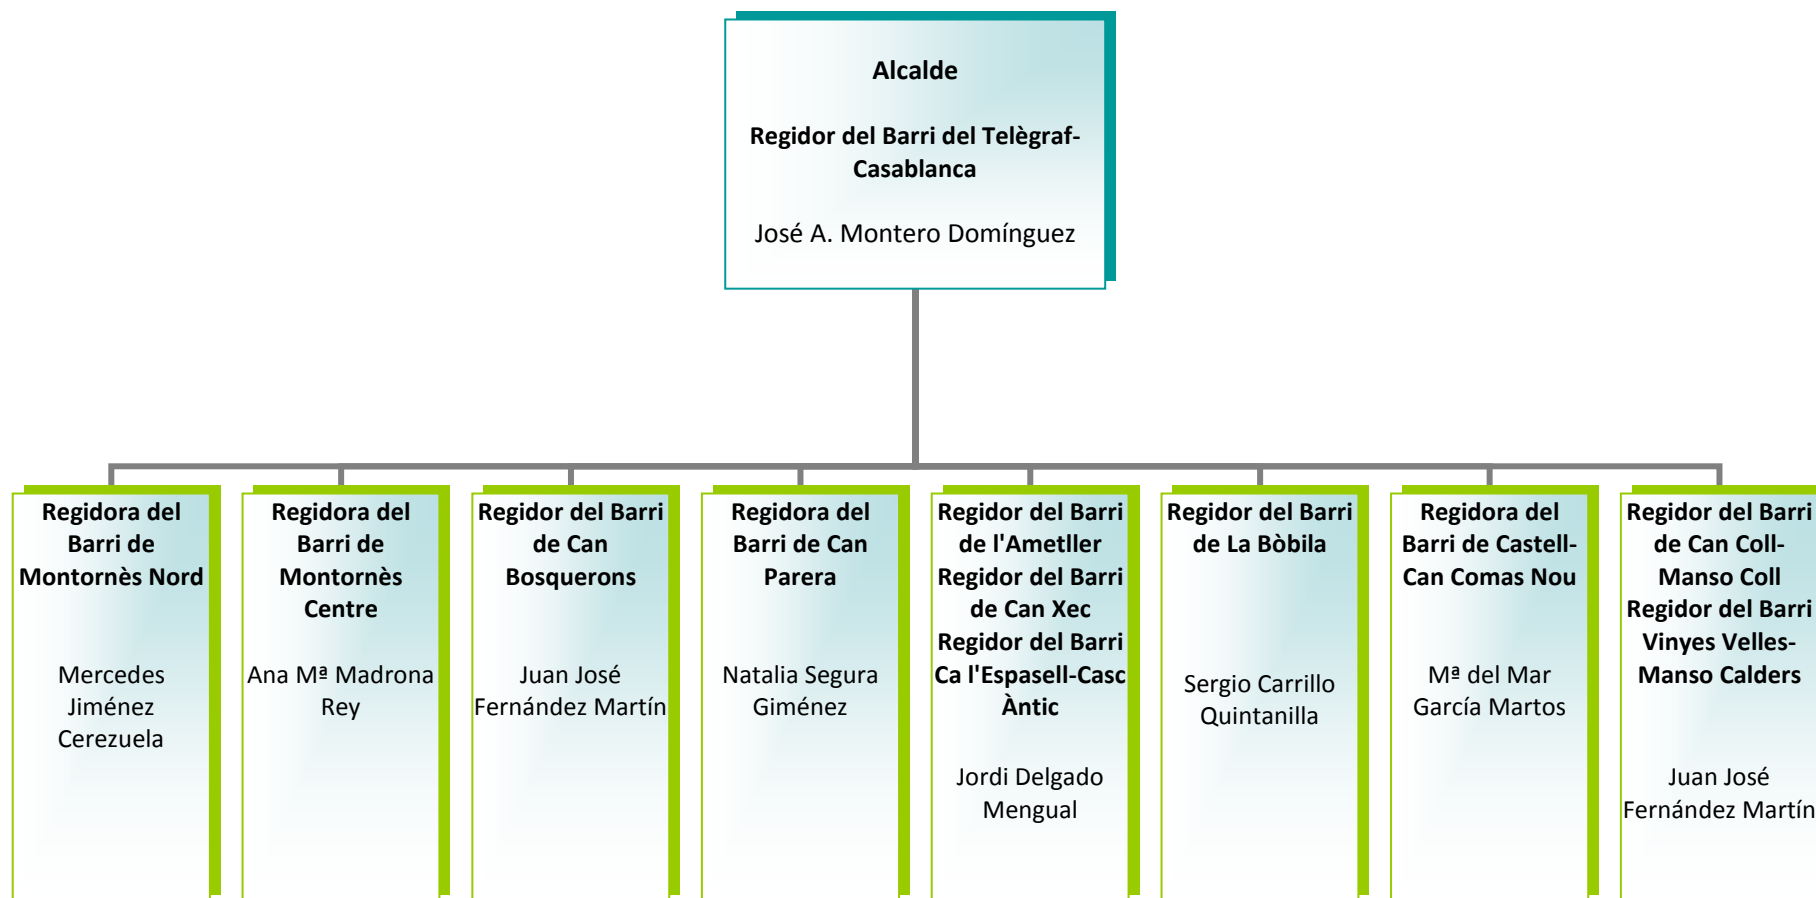 Alcalde
Regidor del Barri del Telègraf-
Casablanca
José A. Montero Domínguez
Regidora del
Barri de
Montornès Nord
Mercedes
Jiménez
Cerezuela
Regidora del
Barri de
Montornès
Centre
Ana Mª Madrona
Rey
Regidor del Barri
de Can
Bosquerons
Juan José
Fernández Martín
Regidora del
Barri de Can
Parera
Natalia Segura
Giménez
Regidor del Barri
de l'Ametller
Regidor del Barri
de Can Xec
Regidor del Barri
Ca l'Espasell-Casc
Àntic
Jordi Delgado
Mengual
Regidor del Barri
de La Bòbila
Sergio Carrillo
Quintanilla
Regidora del
Barri de Castell-
Can Comas Nou
Mª del Mar
García Martos
Regidor del Barri
de Can Coll-
Manso Coll
Regidor del Barri
Vinyes Velles-
Manso Calders
Juan José
Fernández Martín